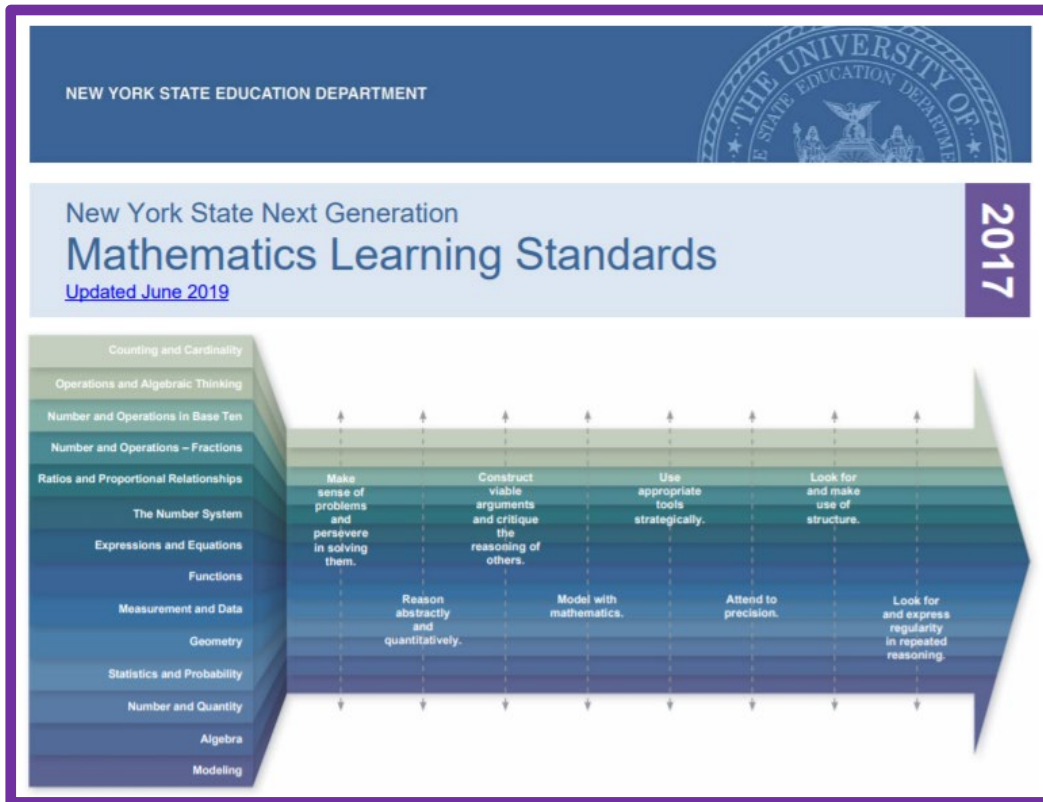 NEW YORK STATE EDUCATION DEPARTMENT
THE UNIVERSITY OF
STATE EDUCATION DEPARTMENT
New York State Next Generation
Mathematics Learning Standards
Updated June 2019
2017
Counting and Cardinality
Operations and Algebraic Thinking
Number and Operations in Base Ten
Number and Operations – Fractions
Ratios and Proportional Relationships
The Number System
Expressions and Equations
Functions
Measurement and Data
Geometry
Statistics and Probability
Number and Quantity
Algebra
Modeling
Make
sense of
problems
and
persevere
in solving
them.
Reason
abstractly
and
quantitatively.
Construct
viable
arguments
and critique
the
reasoning of
others.
Model with
mathematics.
Use
appropriate
tools
strategically.
Attend to
precision.
Look for
and make
use of
structure.
Look for
and express
regularity
in repeated
reasoning.